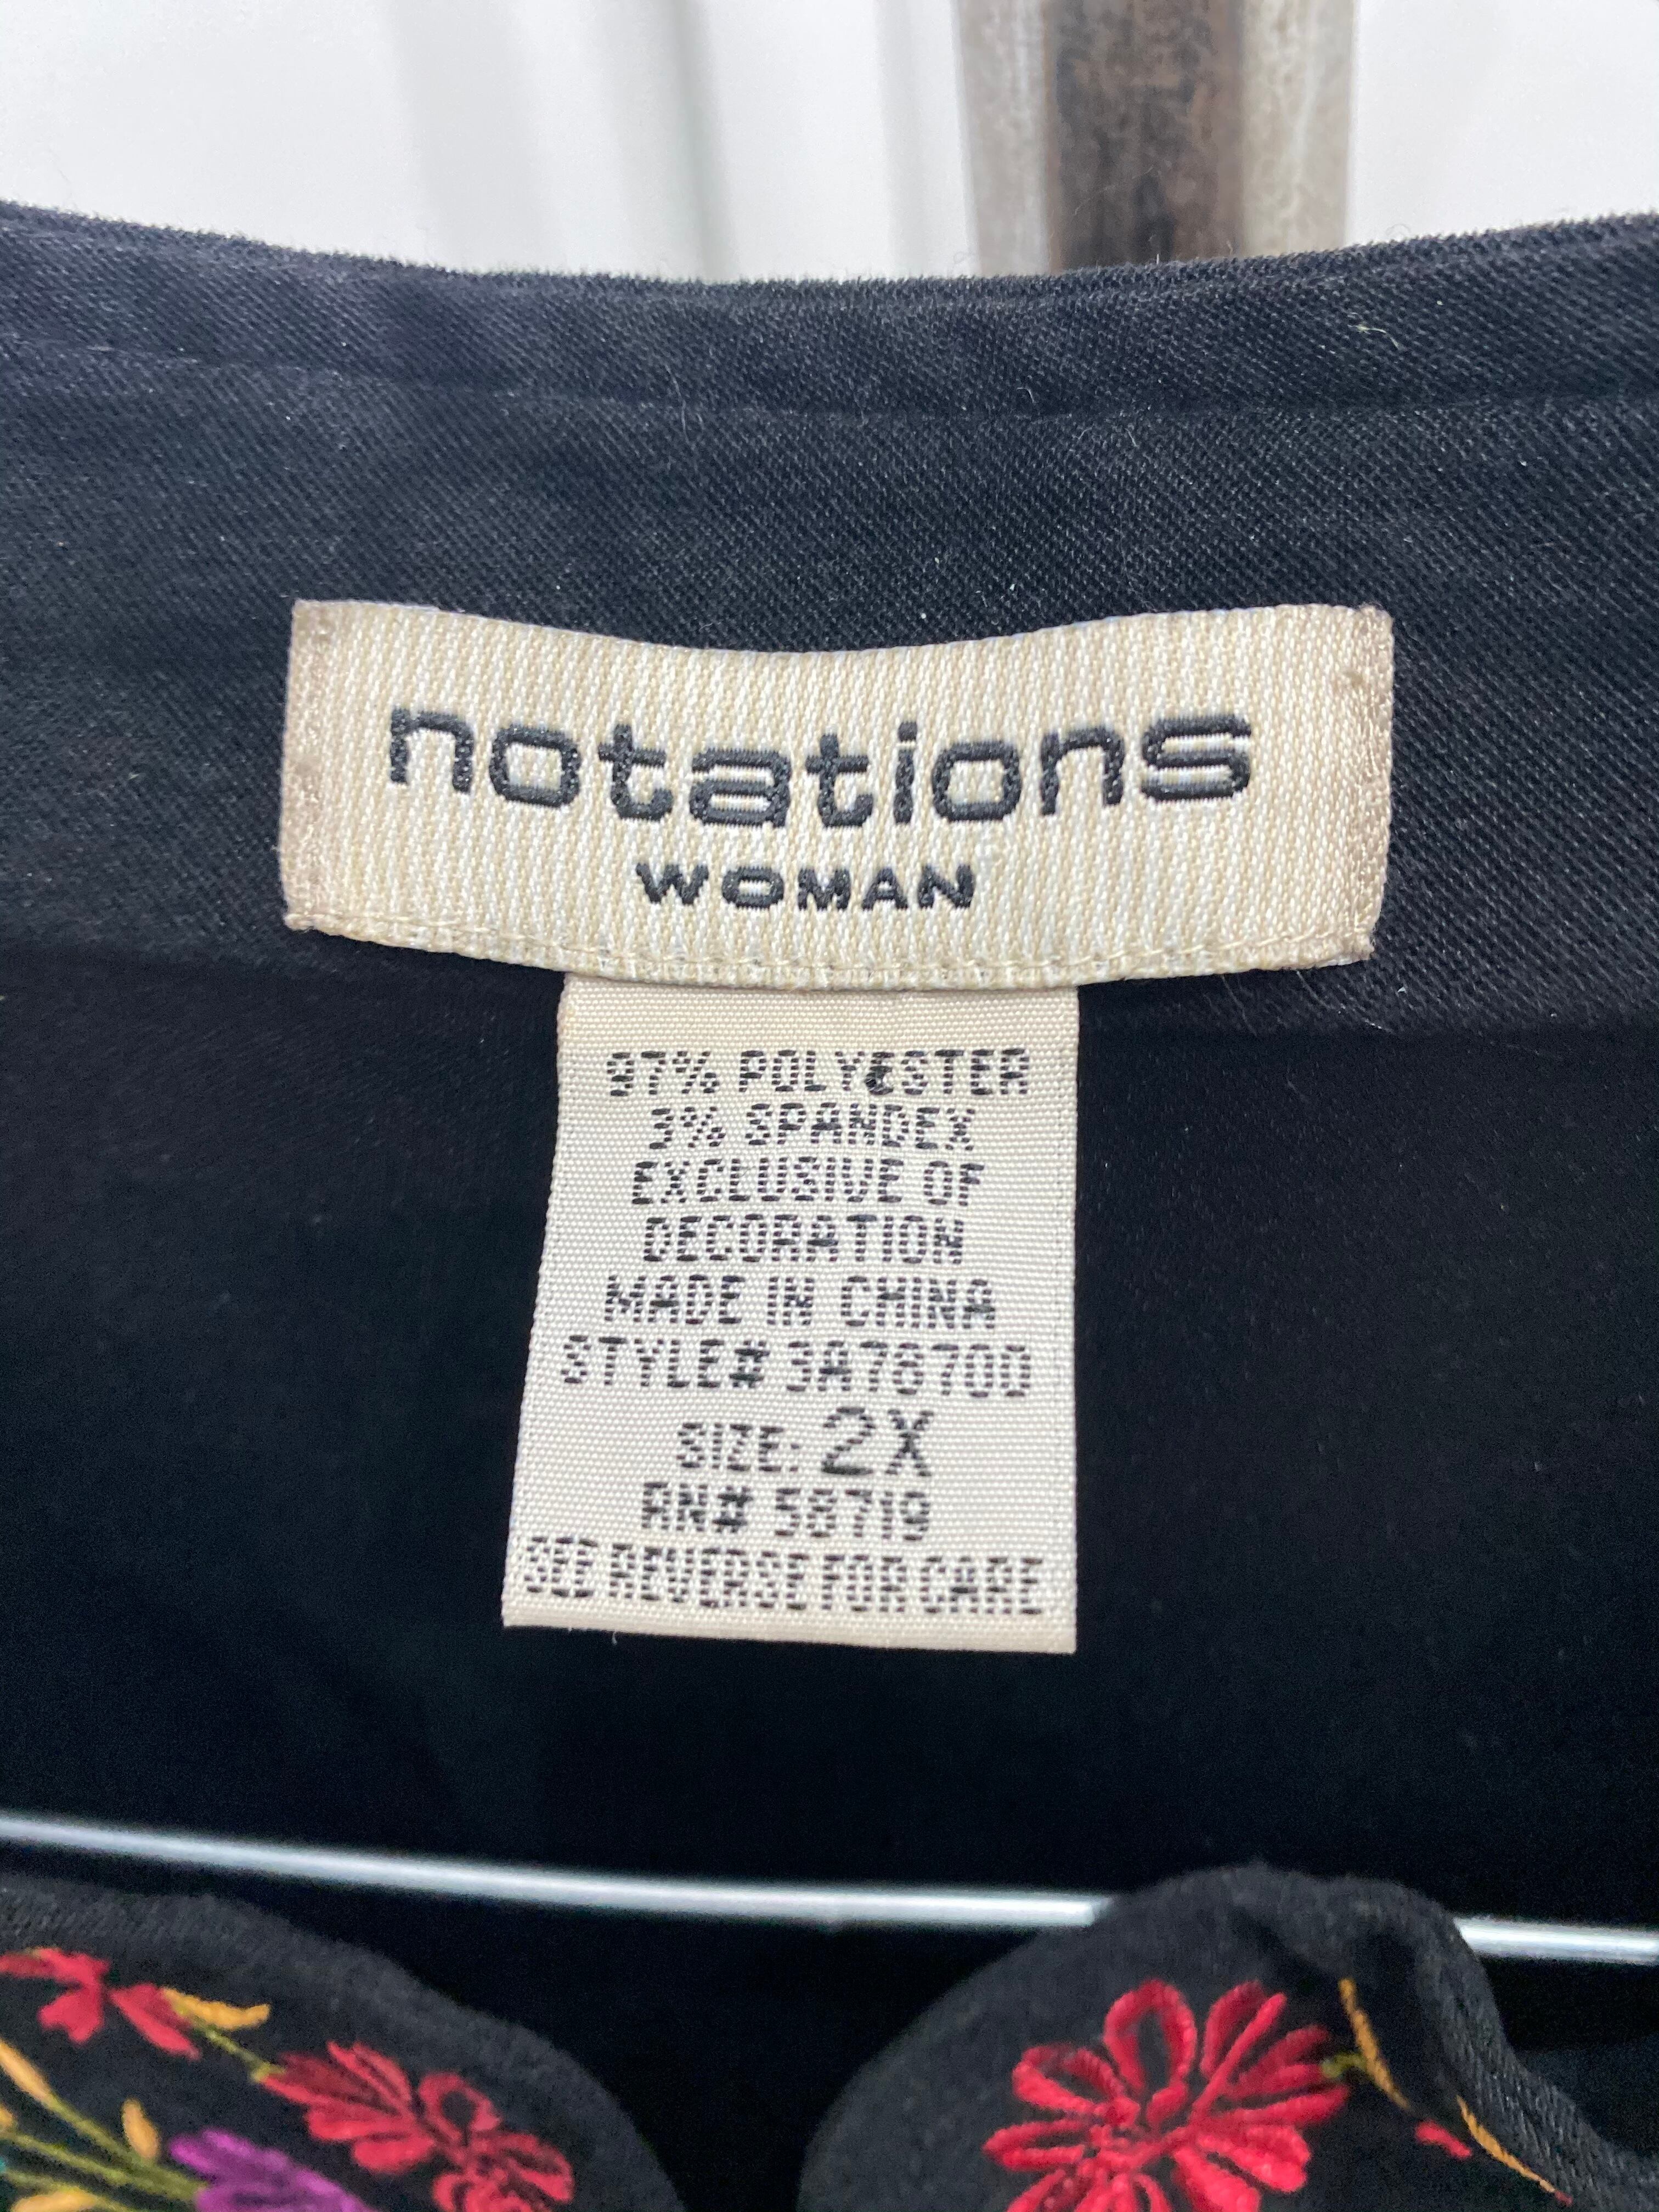 notations
WOMAN
97% POLYESTER
3% SPANDEX
EXCLUSIVE OF
DECORATION
MADE IN CHINA
STYLE# 3A78700
SIZE: 2X
RN# 58719
SEE REVERSE FOR CARE